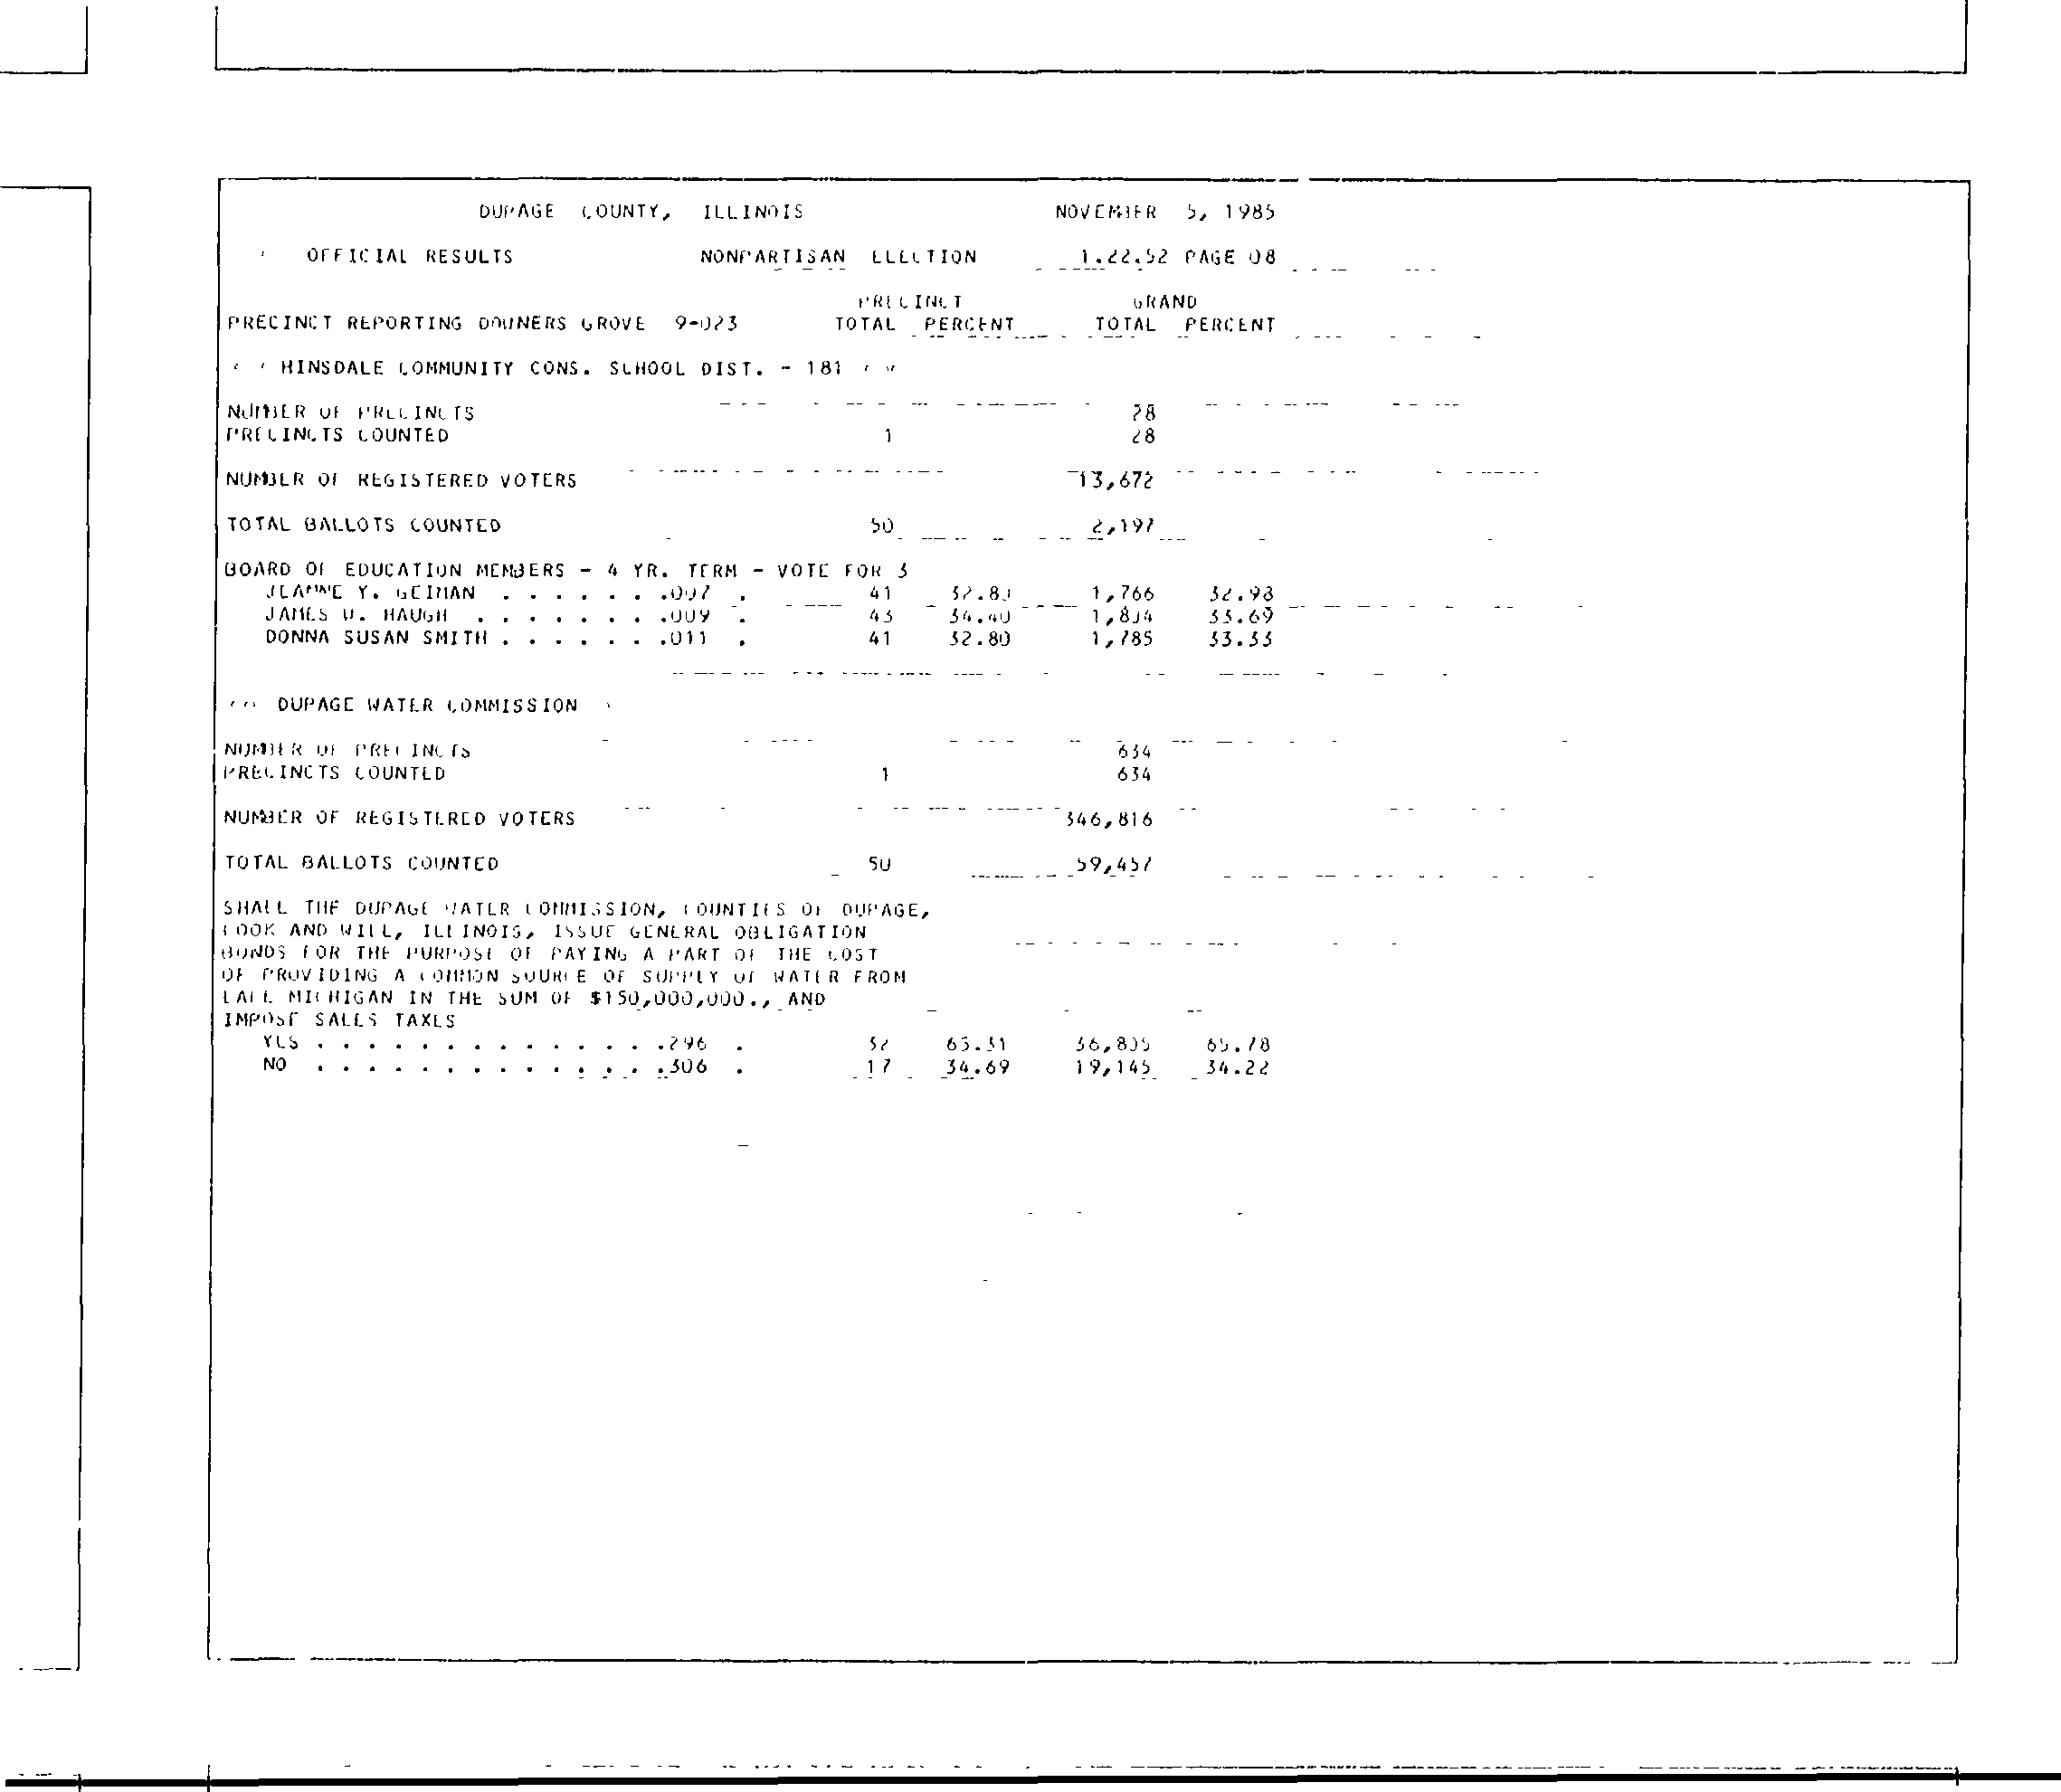 DUPAGE COUNTY, ILLINOIS NOVEMBER 5, 1985
OFFICIAL RESULTS NONPARTISAN ELECTION 1.22.52 PAGE 08
PRECINCT GRAND
PRECINCT REPORTING DOWNERS GROVE 9-023 TOTAL PERCENT TOTAL PERCENT
HINSDALE COMMUNITY CONS. SCHOOL DIST. - 181
NUMBER OF PRECINCTS 28
PRECINCTS COUNTED 1 28
NUMBER OF REGISTERED VOTERS 13,672
TOTAL BALLOTS COUNTED 50 2,197
BOARD OF EDUCATION MEMBERS - 4 YR. TERM - VOTE FOR 3
JEANNE Y. GEIMAN . . . . . . .007 . 41 32.80 1,766 32.98
JAMES W. HAUGH . . . . . . . .009 . 43 34.40 1,804 33.69
DONNA SUSAN SMITH . . . . . . .011 . 41 32.80 1,785 33.33
DUPAGE WATER COMMISSION
NUMBER OF PRECINCTS 634
PRECINCTS COUNTED 1 634
NUMBER OF REGISTERED VOTERS 346,816
TOTAL BALLOTS COUNTED 50 59,457
SHALL THE DUPAGE WATER COMMISSION, COUNTIES OF DUPAGE,
COOK AND WILL, ILLINOIS, ISSUE GENERAL OBLIGATION
BONDS FOR THE PURPOSE OF PAYING A PART OF THE COST
OF PROVIDING A COMMON SOURCE OF SUPPLY OF WATER FROM
LAKE MICHIGAN IN THE SUM OF $150,000,000., AND
IMPOSE SALES TAXES
YES . . . . . . . . . . . . . .296 . 32 65.31 36,805 65.78
NO . . . . . . . . . . . . . .306 . 17 34.69 19,145 34.22